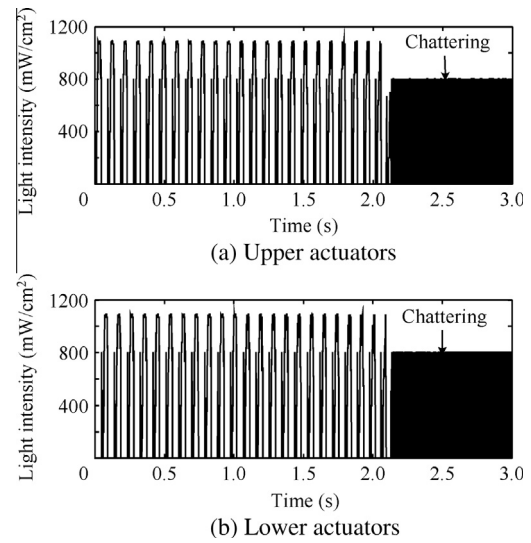 Light intensity (mW/cm²)
1200
800
400
Chattering
0 0.5 1.0 1.5 2.0 2.5 3.0
Time (s)
(a) Upper actuators
Light intensity (mW/cm²)
1200
800
400
Chattering
0 0.5 1.0 1.5 2.0 2.5 3.0
Time (s)
(b) Lower actuators